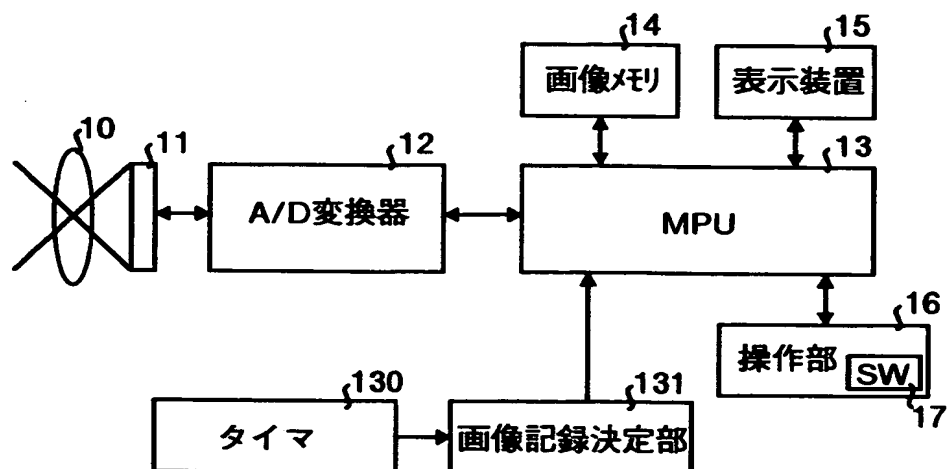 14
15
画像メモリ
表示装置
10
11
12
13
A/D変換器
MPU
16
操作部
SW
17
130
131
タイマ
画像記録決定部